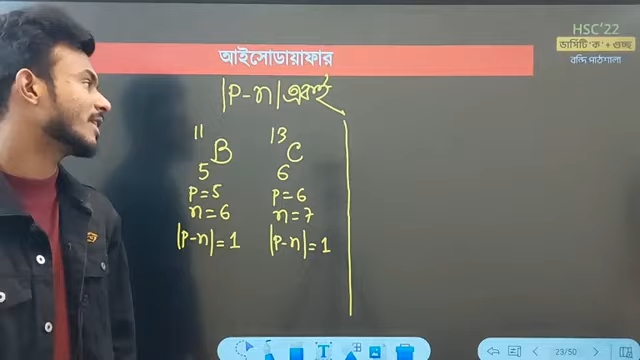 HSC'22
ভার্সিটি 'ক' + গুচ্ছ
বন্দি পাঠশালা
আইসোডায়াফার
|P-n| একই
11 B 5
13 C 6
P=5
n=6
|P-n|=1
P=6
n=7
|P-n|=1
23/50